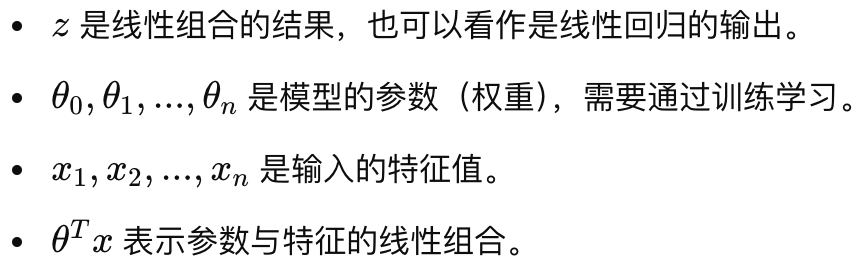 • z 是线性组合的结果，也可以看作是线性回归的输出。
• θ₀, θ₁, ..., θₙ 是模型的参数（权重），需要通过训练学习。
• x₁, x₂, ..., xₙ 是输入的特征值。
• θᵀx 表示参数与特征的线性组合。